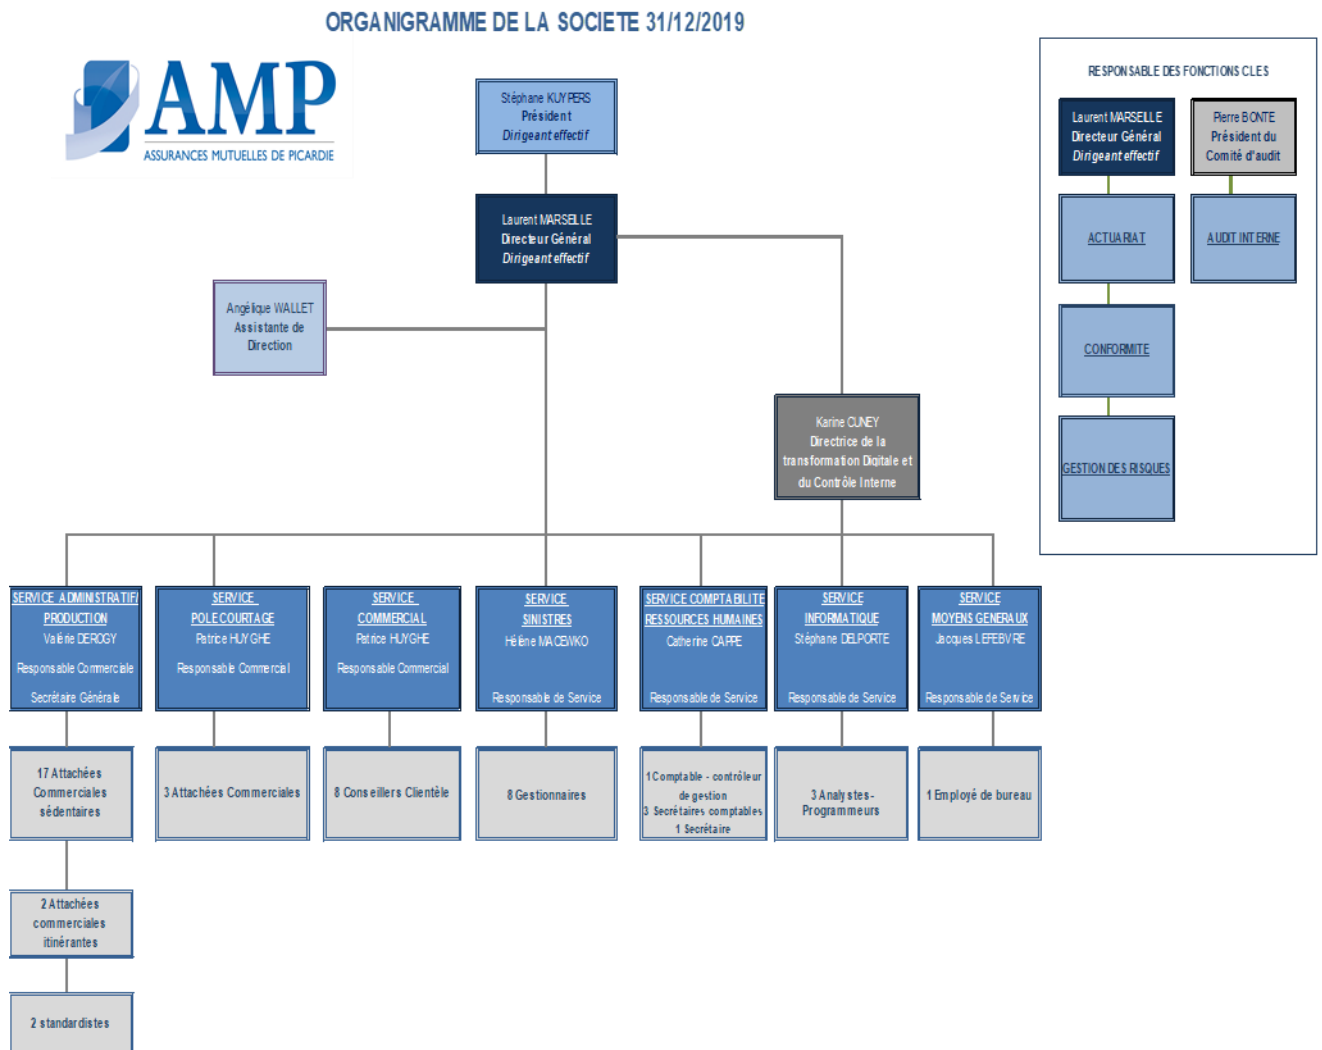 ORGANIGRAMME DE LA SOCIETE 31/12/2019
AMP
ASSURANCES MUTUELLES DE PICARDIE
Stéphane KUYPERS
Président
Dirigeant effectif
Laurent MARSEILLE
Directeur Général
Dirigeant effectif
Angélique WALLET
Assistante de
Direction
Karine CUNEY
Directrice de la
transformation Digitale et
du Contrôle Interne
RESPONSABLE DES FONCTIONS CLES
Laurent MARSEILLE
Directeur Général
Dirigeant effectif
Pierre BONTE
Président du
Comité d'audit
ACTUARIAT
AUDIT INTERNE
CONFORMITE
GESTION DES RISQUES
SERVICE ADMINISTRATIF/
PRODUCTION
Valérie DEROGY
Responsable Commerciale
Secrétaire Générale
SERVICE
POLE COURTAGE
Patrice HUYGHE
Responsable Commercial
SERVICE
COMMERCIAL
Patrice HUYGHE
Responsable Commercial
SERVICE
SINISTRES
Hélène MACEWKO
Responsable de Service
SERVICE COMPTABILITE
RESSOURCES HUMAINES
Catherine CAPPE
Responsable de Service
SERVICE
INFORMATIQUE
Stéphane DELPORTE
Responsable de Service
SERVICE
MOYENS GENERAUX
Jacques LEFEBVRE
Responsable de Service
17 Attachées
Commerciales
sédentaires
3 Attachées Commerciales
8 Conseillers Clientèle
8 Gestionnaires
1 Comptable - contrôleur
de gestion
3 Secrétaires comptables
1 Secrétaire
3 Analystes-
Programmeurs
1 Employé de bureau
2 Attachées
commerciales
itinérantes
2 standardistes